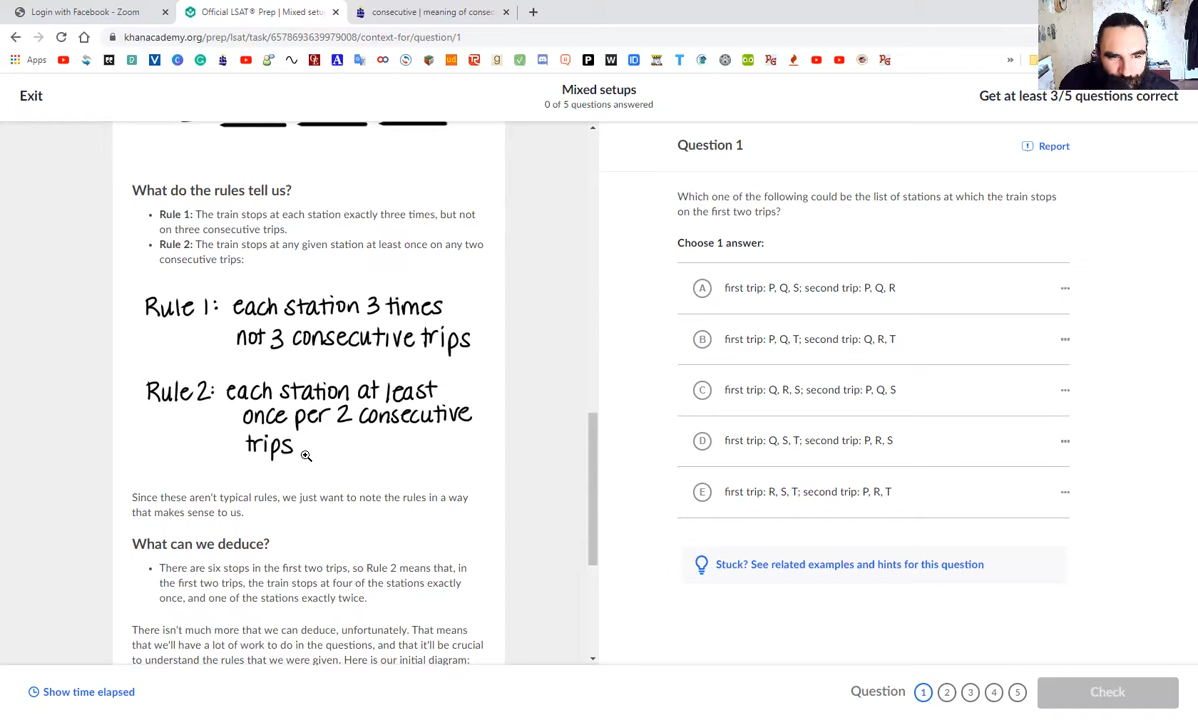 Login with Facebook - Zoom
Official LSAT® Prep | Mixed setu
consecutive | meaning of consec
khanacademy.org/prep/lsat/task/6578693639979008/context-for/question/1
Apps
Exit
Mixed setups
0 of 5 questions answered
Get at least 3/5 questions correct
What do the rules tell us?
• Rule 1: The train stops at each station exactly three times, but not
on three consecutive trips.
• Rule 2: The train stops at any given station at least once on any two
consecutive trips:
Rule 1: each station 3 times
not 3 consecutive trips
Rule 2: each station at least
once per 2 consecutive
trips
Since these aren't typical rules, we just want to note the rules in a way
that makes sense to us.
What can we deduce?
• There are six stops in the first two trips, so Rule 2 means that, in
the first two trips, the train stops at four of the stations exactly
once, and one of the stations exactly twice.
There isn't much more that we can deduce, unfortunately. That means
that we'll have a lot of work to do in the questions, and that it'll be crucial
to understand the rules that we were given. Here is our initial diagram:
Question 1
Report
Which one of the following could be the list of stations at which the train stops
on the first two trips?
Choose 1 answer:
A first trip: P, Q, S; second trip: P, Q, R
B first trip: P, Q, T; second trip: Q, R, T
C first trip: Q, R, S; second trip: P, Q, S
D first trip: Q, S, T; second trip: P, R, S
E first trip: R, S, T; second trip: P, R, T
Stuck? See related examples and hints for this question
Show time elapsed
Question 1 2 3 4 5
Check